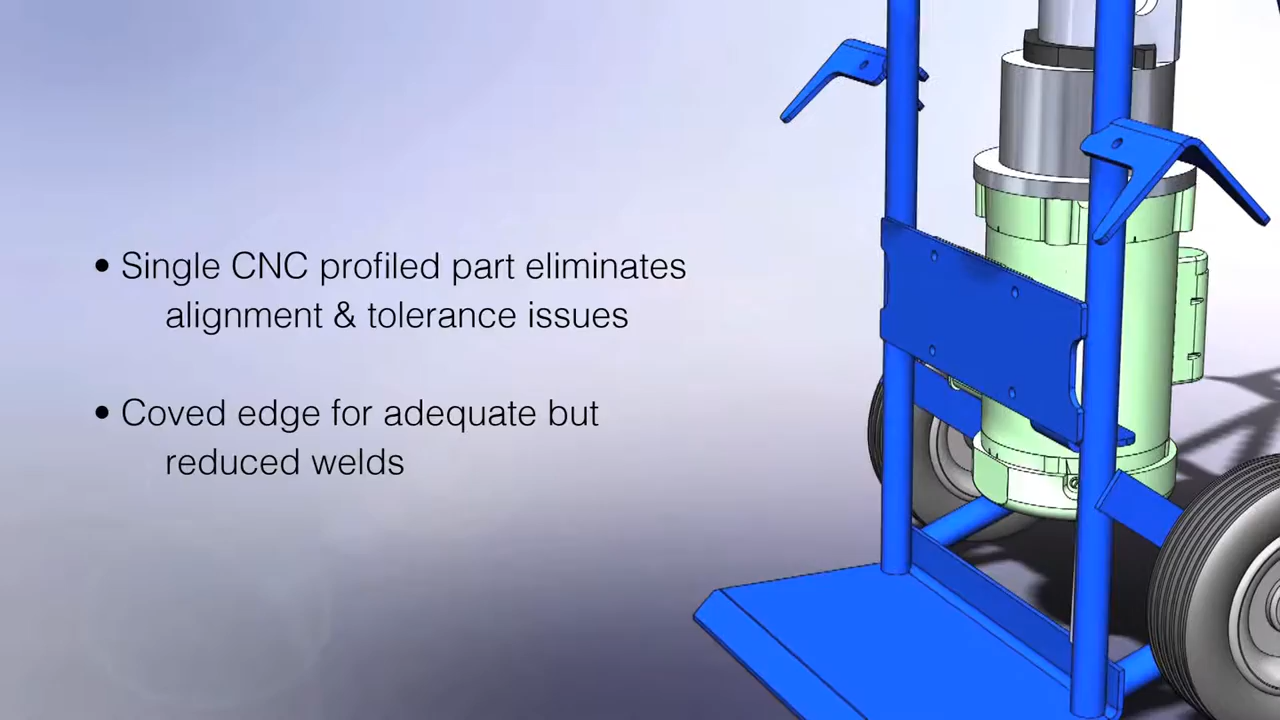 • Single CNC profiled part eliminates
alignment & tolerance issues
• Coved edge for adequate but
reduced welds